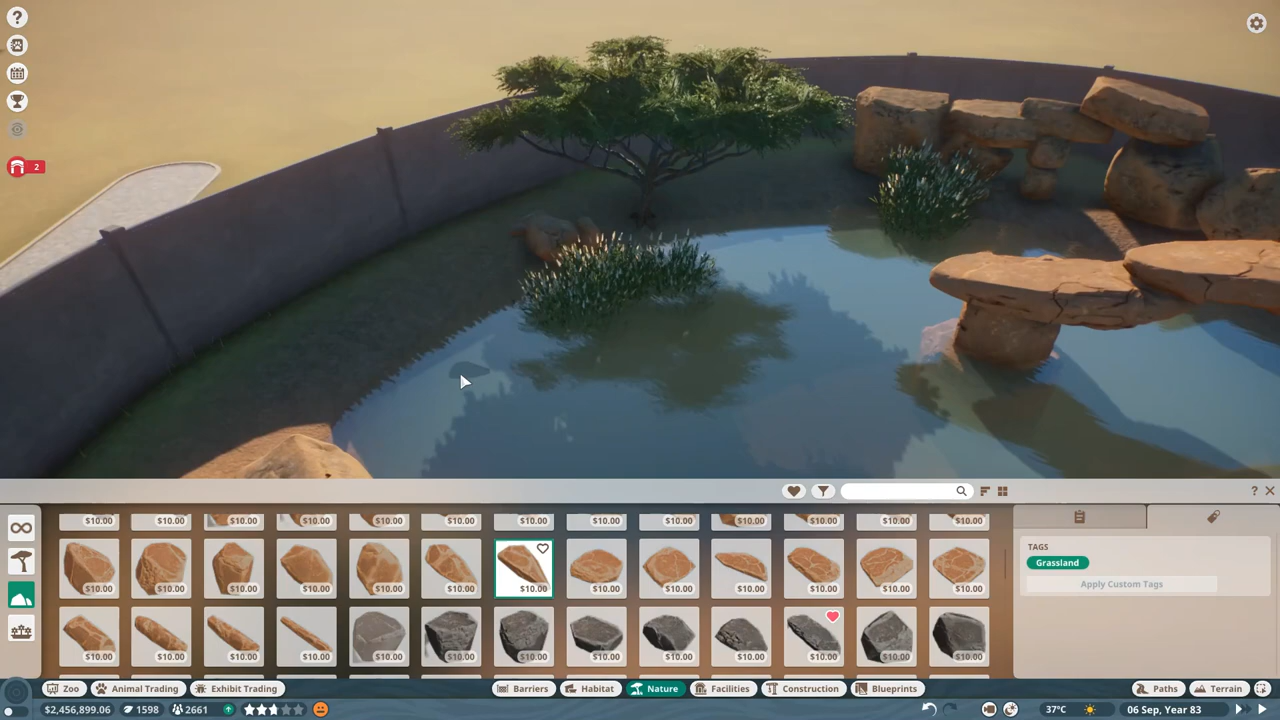 ?
2
?
$10.00 $10.00 $10.00 $10.00 $10.00 $10.00 $10.00 $10.00 $10.00 $10.00 $10.00 $10.00 $10.00
$10.00 $10.00 $10.00 $10.00 $10.00 $10.00 $10.00 $10.00 $10.00 $10.00 $10.00 $10.00 $10.00
$10.00 $10.00 $10.00 $10.00 $10.00 $10.00 $10.00 $10.00 $10.00 $10.00 $10.00 $10.00 $10.00
TAGS
Grassland
Apply Custom Tags
Zoo Animal Trading Exhibit Trading Barriers Habitat Nature Facilities Construction Blueprints Paths Terrain
$2,456,899.06 1598 2661 37°C 06 Sep, Year 83